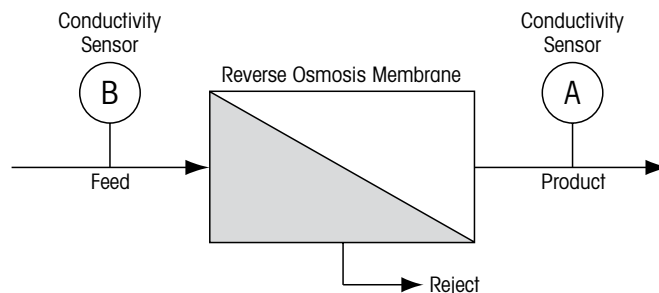 Conductivity
Sensor
B
Feed
Reverse Osmosis Membrane
Conductivity
Sensor
A
Product
Reject